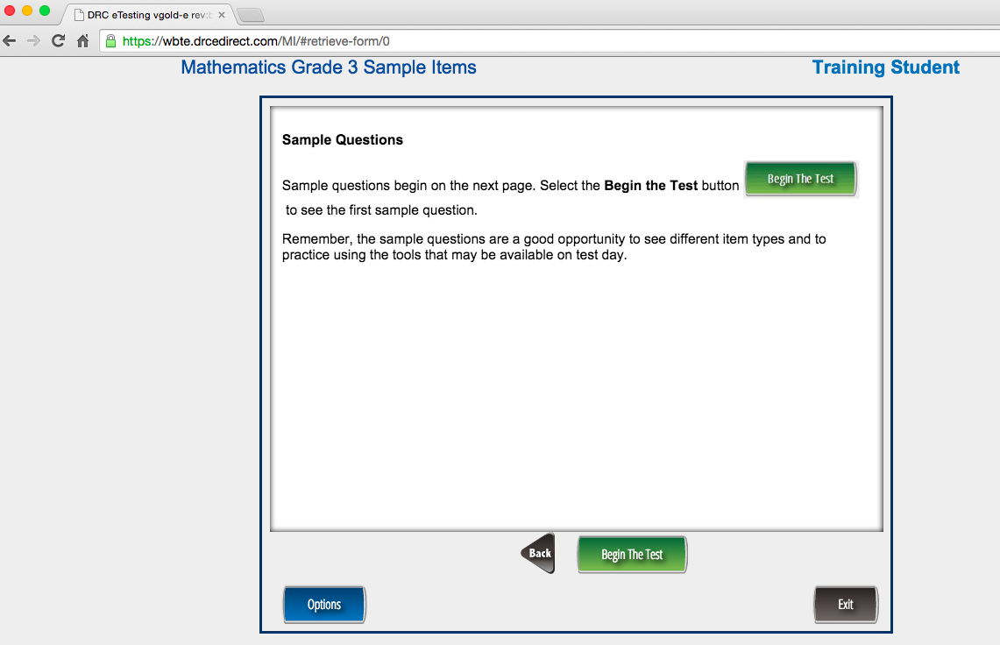 DRC eTesting vgold-e rev:
https://wbte.drcedirect.com/MI/#retrieve-form/0
Mathematics Grade 3 Sample Items
Training Student
Sample Questions
Sample questions begin on the next page. Select the Begin the Test button Begin The Test
to see the first sample question.
Remember, the sample questions are a good opportunity to see different item types and to
practice using the tools that may be available on test day.
Back
Begin The Test
Options
Exit